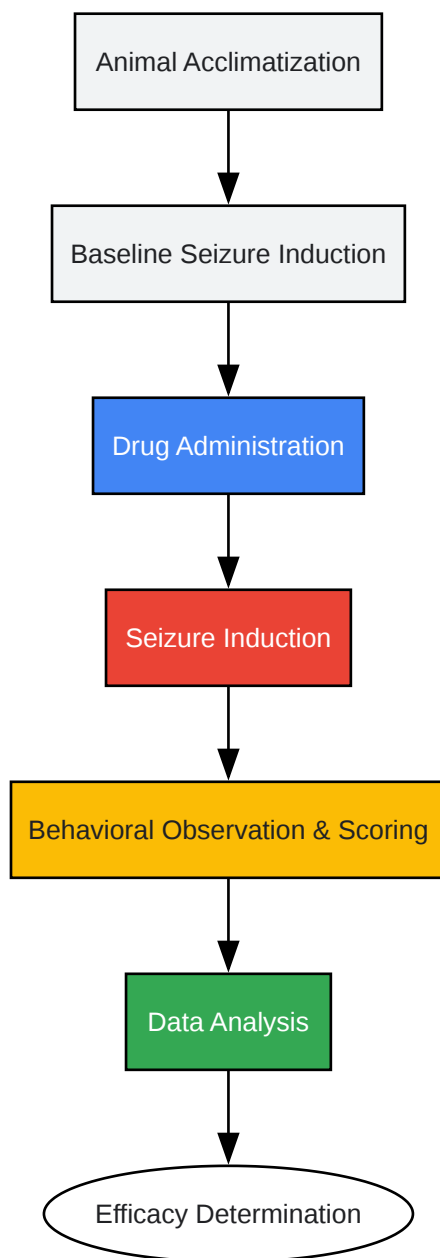 Animal Acclimatization
Baseline Seizure Induction
Drug Administration
Seizure Induction
Behavioral Observation & Scoring
Data Analysis
Efficacy Determination